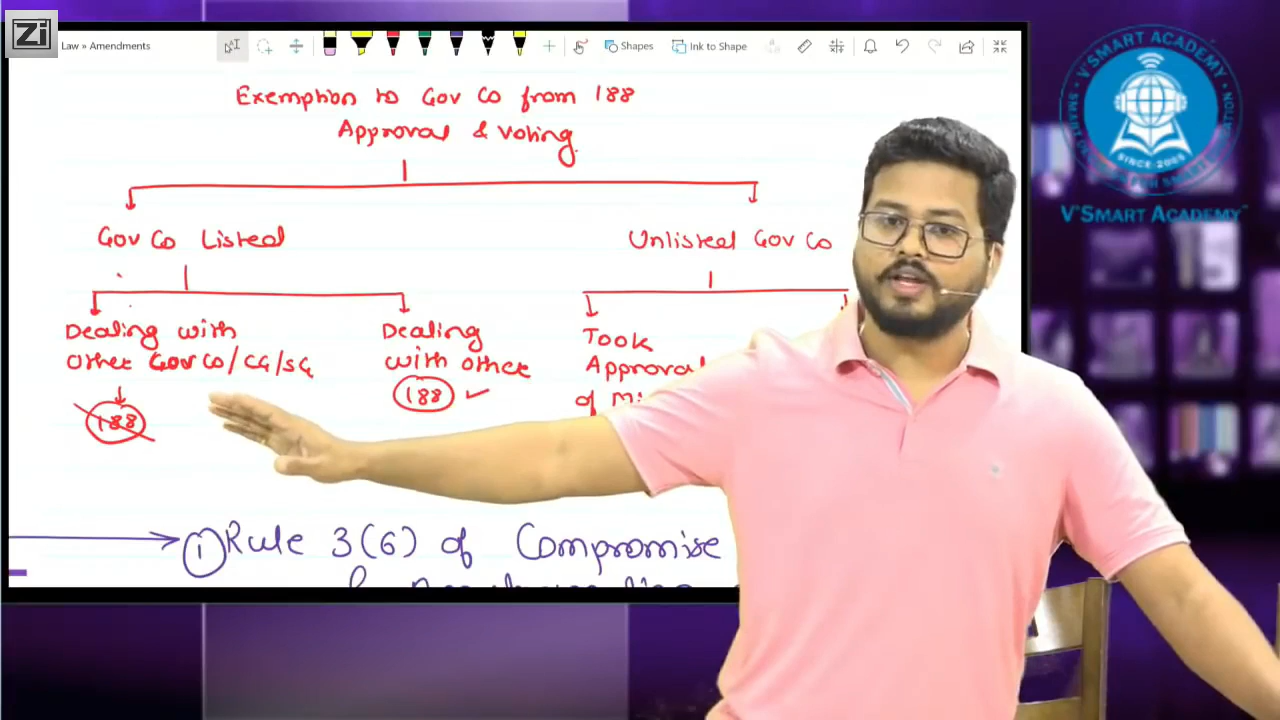 Zi
Law » Amendments
Shapes
Ink to Shape
Exemption to Gov Co from 188
Approval & Voting
Gov Co Listed
Unlisted Gov Co
Dealing with
other Gov Co/CG/SG
188
Dealing
with other
188
Took
Approval
of
① Rule 3(6) of Compromise
V'SMART ACADEMY
SINCE-2005
V'SMART ACADEMY